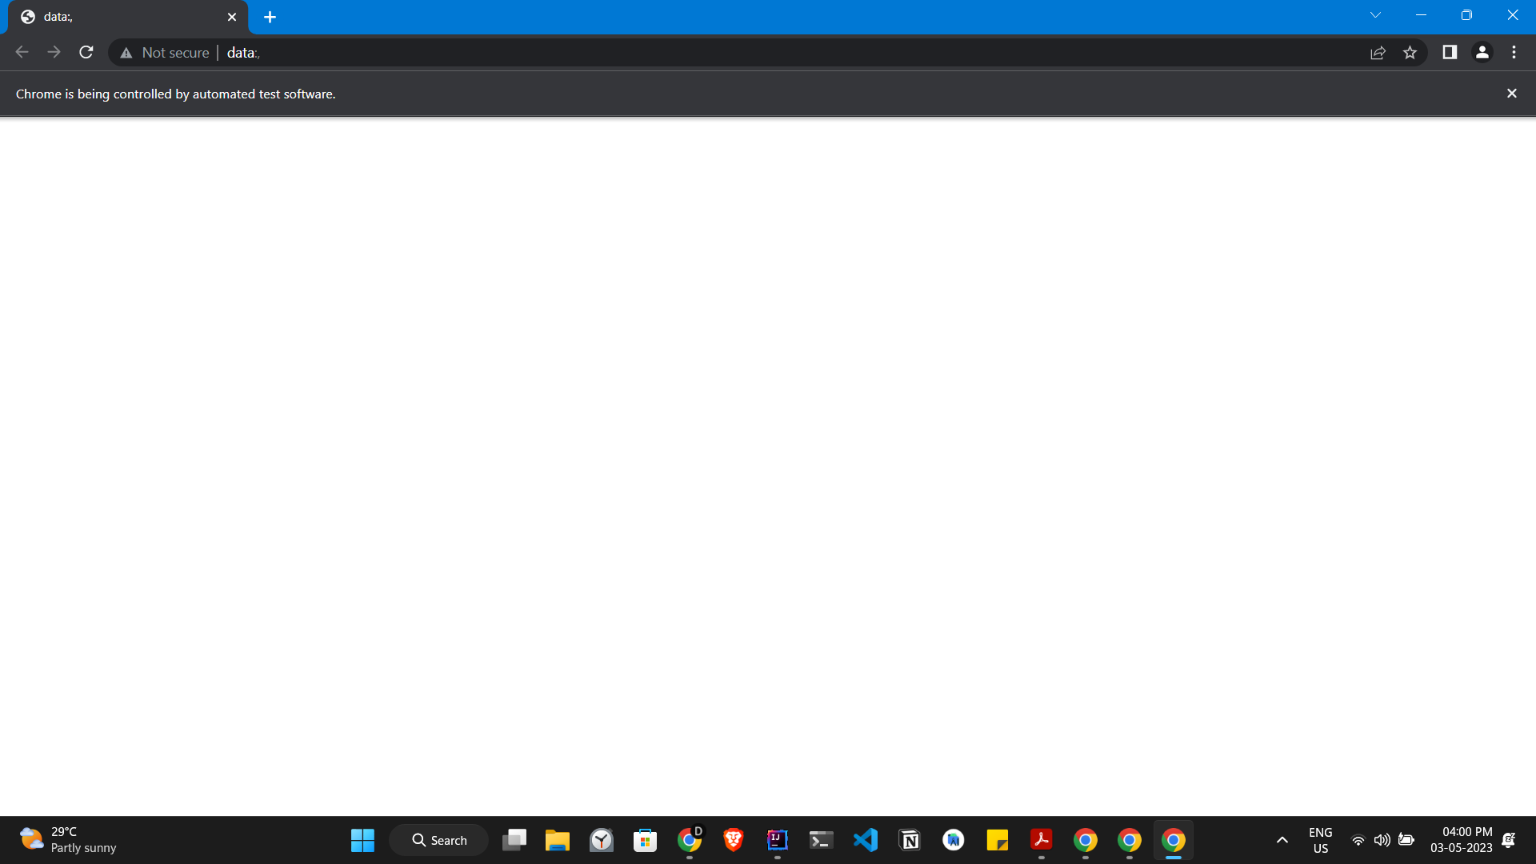 data:,
Not secure | data:,
Chrome is being controlled by automated test software.
29°C
Partly sunny
Search
D
IJ
ENG
US
04:00 PM
03-05-2023